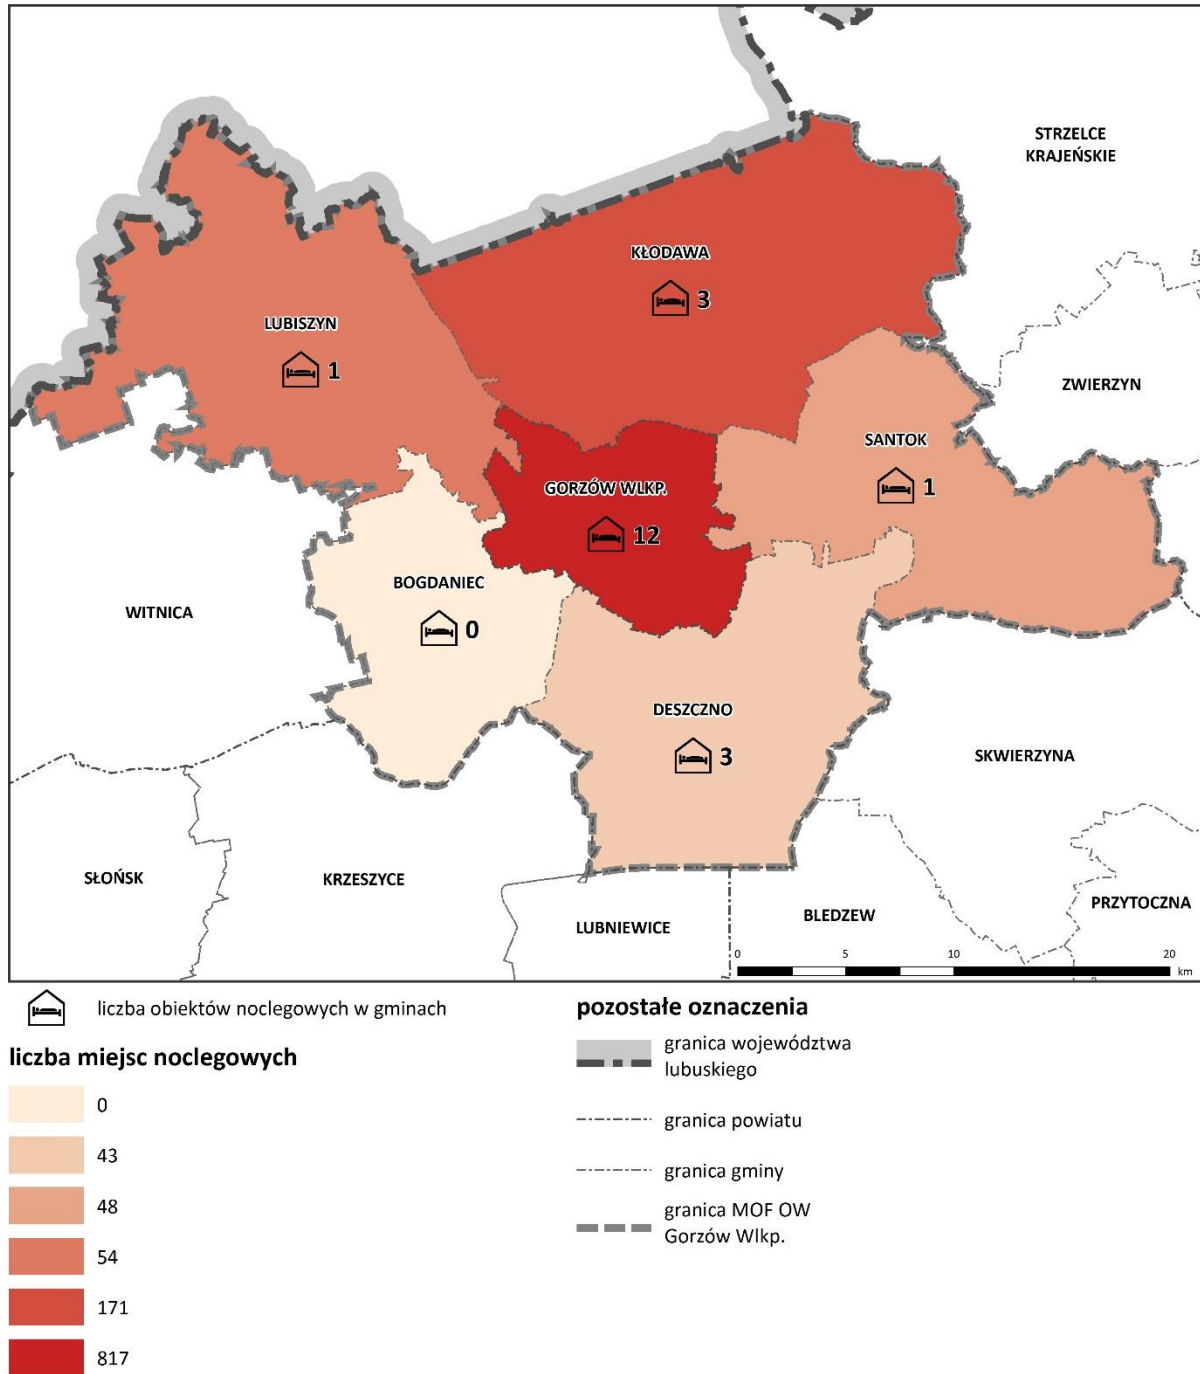 STRZELCE
KRAJEŃSKIE
KŁODAWA
3
LUBISZYN
1
ZWIERZYN
SANTOK
1
GORZÓW WLKP.
12
BOGDANIEC
0
WITNICA
DESZCZNO
3
SKWIERZYNA
SŁOŃSK
KRZESZYCE
LUBNIEWICE
BLEDZEW
PRZYTOCZNA
0 5 10 20
km
liczba obiektów noclegowych w gminach
liczba miejsc noclegowych
0
43
48
54
171
817
pozostałe oznaczenia
granica województwa
lubuskiego
granica powiatu
granica gminy
granica MOF OW
Gorzów Wlkp.